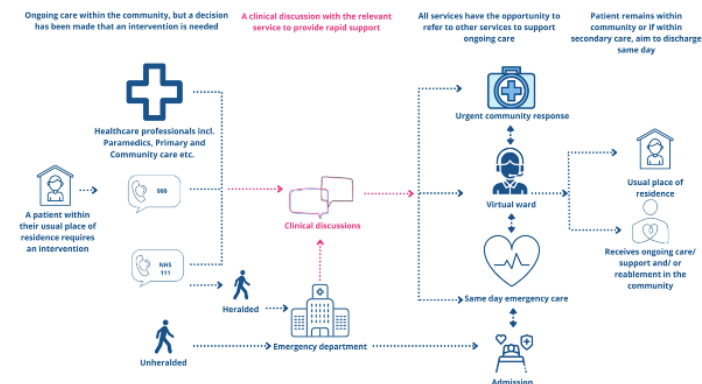 Ongoing care within the community, but a decision
has been made that an intervention is needed
A clinical discussion with the relevant
service to provide rapid support
All services have the opportunity to
refer to other services to support
ongoing care
Patient remains within
community or if within
secondary care, aim to discharge
same day
Healthcare professionals incl.
Paramedics, Primary and
Community care etc.
A patient within
their usual place of
residence requires
an intervention
999
NHS
111
Heralded
Unheralded
Emergency department
Clinical discussions
Urgent community response
Virtual ward
Same day emergency care
Admission
Usual place of
residence
Receives ongoing care/
support and/ or
reablement in the
community